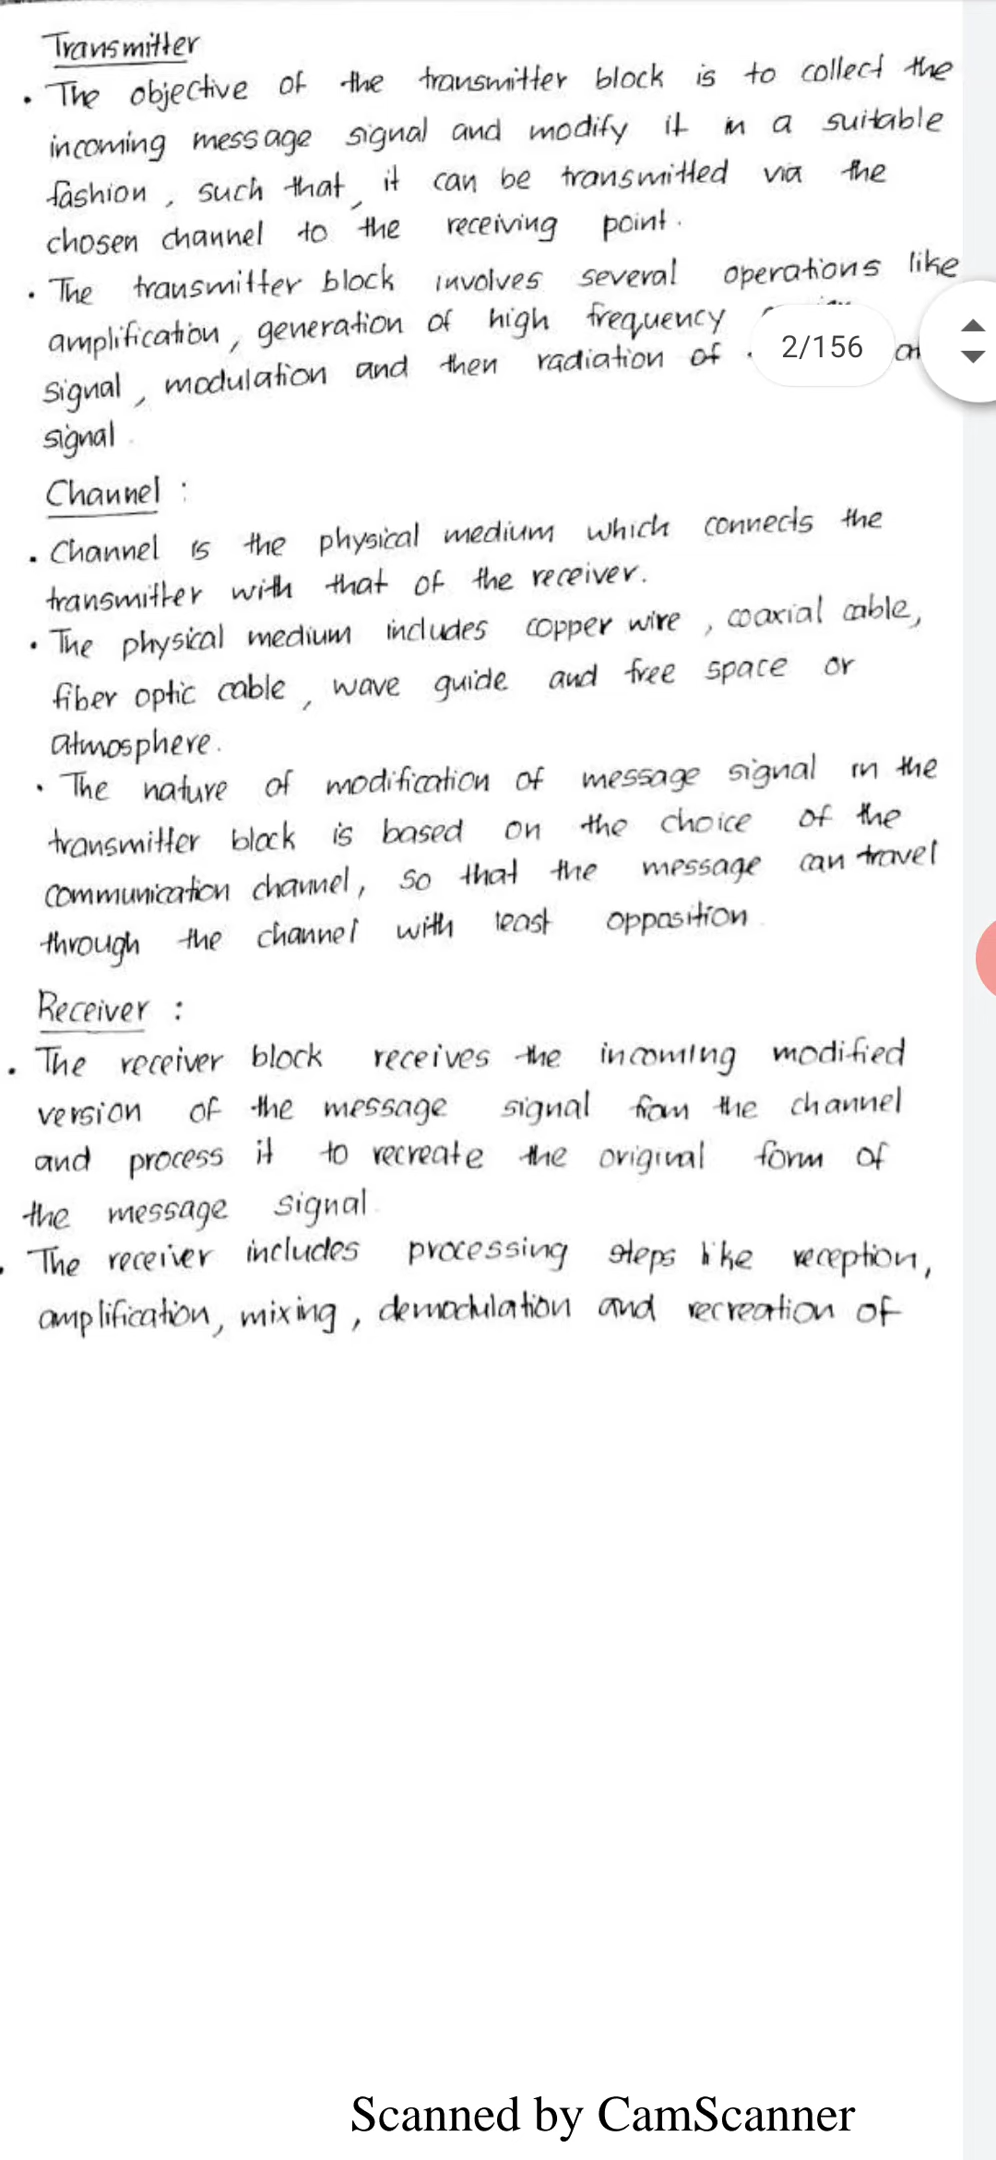 Transmitter
• The objective of the transmitter block is to collect the
incoming message signal and modify it in a suitable
fashion, such that, it can be transmitted via the
chosen channel to the receiving point.
• The transmitter block involves several operations like
amplification, generation of high frequency
signal, modulation and then radiation of
2/156
signal.
Channel :
• Channel is the physical medium which connects the
transmitter with that of the receiver.
• The physical medium includes copper wire, coaxial cable,
fiber optic cable, wave guide and free space or
atmosphere.
• The nature of modification of message signal in the
transmitter block is based on the choice of the
communication channel, so that the message can travel
through the channel with least opposition.
Receiver :
• The receiver block receives the incoming modified
version of the message signal from the channel
and process it to recreate the original form of
the message signal.
• The receiver includes processing steps like reception,
amplification, mixing, demodulation and recreation of
Scanned by CamScanner